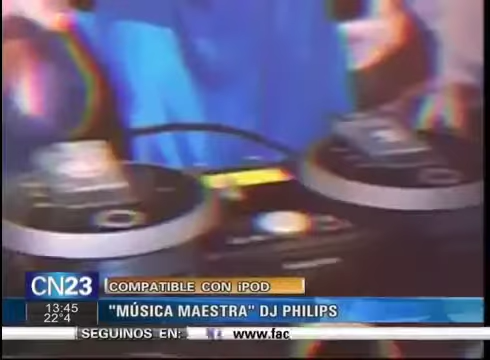 CN23
COMPATIBLE CON iPOD
13:45
22°4
"MÚSICA MAESTRA" DJ PHILIPS
SEGUINOS EN:
f www.fac